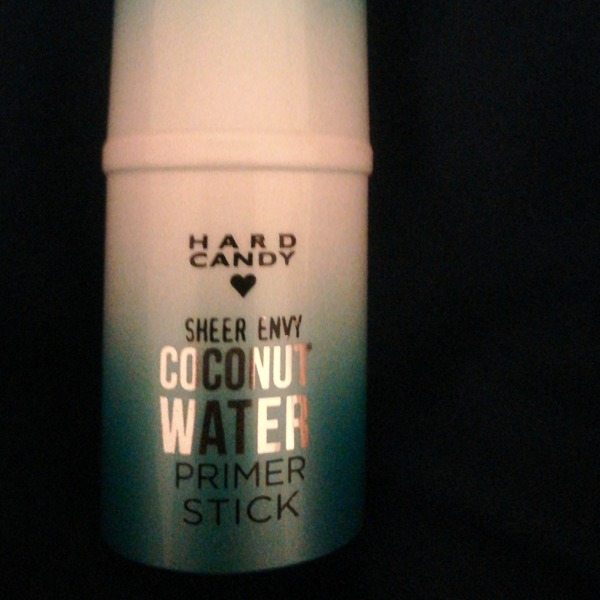 HARD
CANDY
SHEER ENVY
COCONUT
WATER
PRIMER
STICK